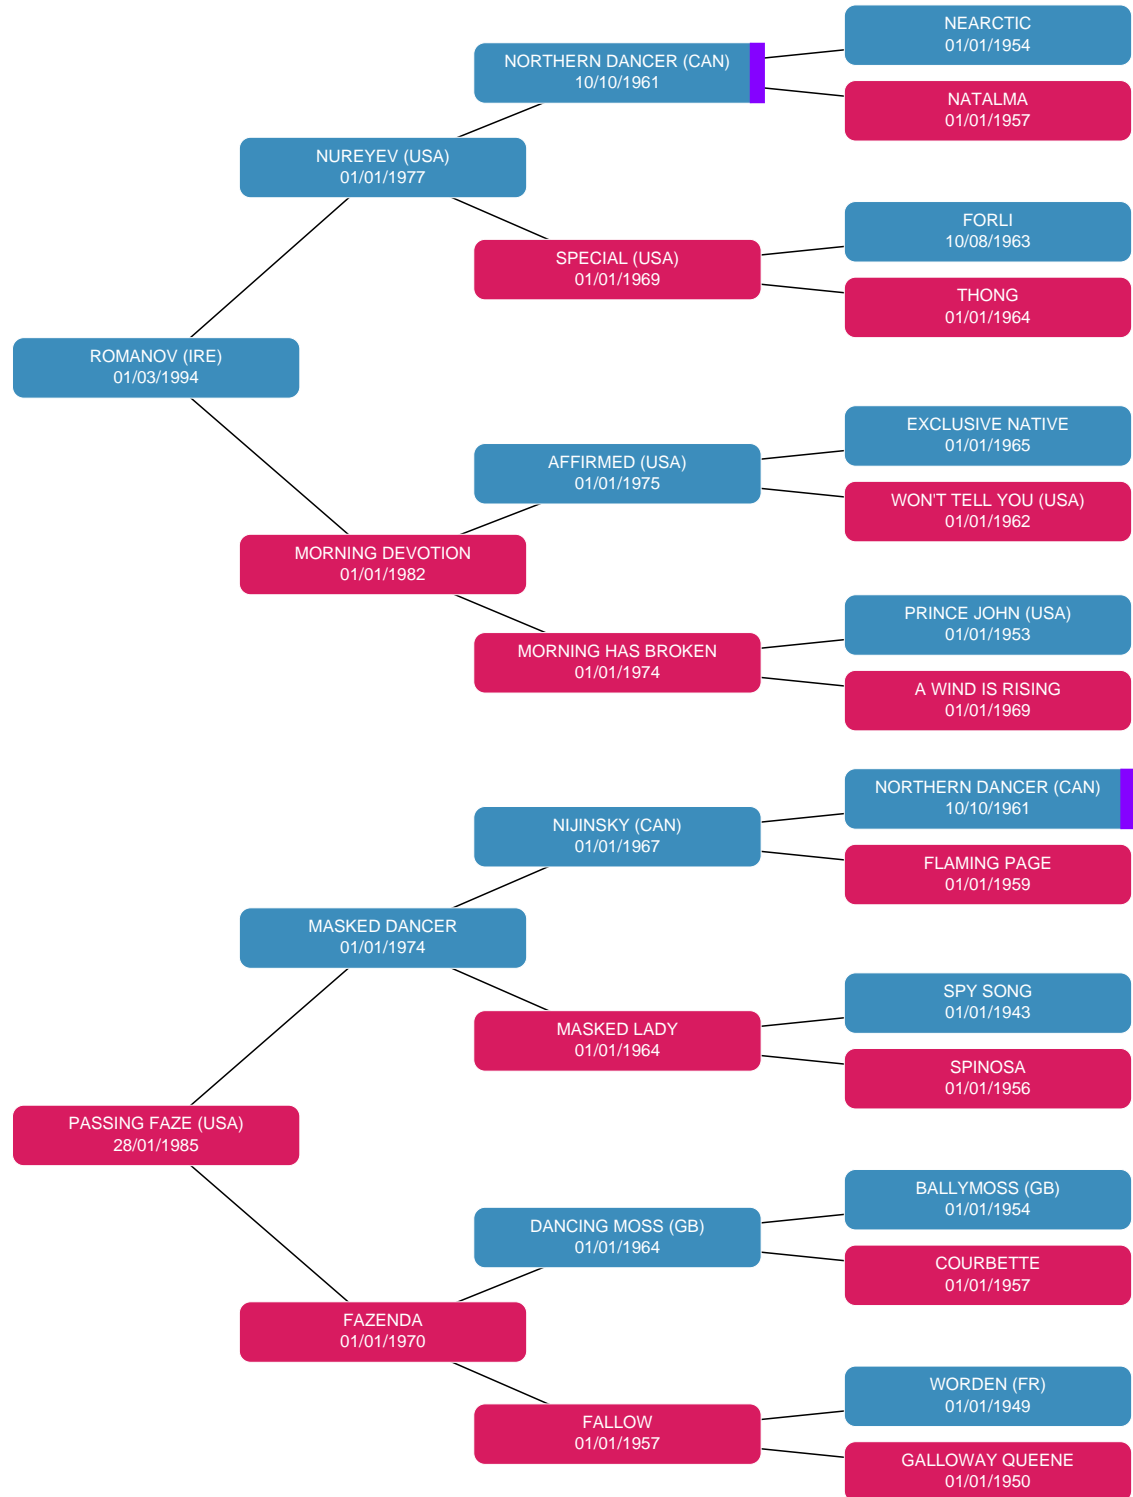 NEARCTIC
01/01/1954
NORTHERN DANCER (CAN)
10/10/1961
NATALMA
01/01/1957
NUREYEV (USA)
01/01/1977
FORLI
10/08/1963
SPECIAL (USA)
01/01/1969
THONG
01/01/1964
ROMANOV (IRE)
01/03/1994
EXCLUSIVE NATIVE
01/01/1965
AFFIRMED (USA)
01/01/1975
WON'T TELL YOU (USA)
01/01/1962
MORNING DEVOTION
01/01/1982
PRINCE JOHN (USA)
01/01/1953
MORNING HAS BROKEN
01/01/1974
A WIND IS RISING
01/01/1969
NORTHERN DANCER (CAN)
10/10/1961
NIJINSKY (CAN)
01/01/1967
FLAMING PAGE
01/01/1959
MASKED DANCER
01/01/1974
SPY SONG
01/01/1943
MASKED LADY
01/01/1964
SPINOSA
01/01/1956
PASSING FAZE (USA)
28/01/1985
BALLYMOSS (GB)
01/01/1954
DANCING MOSS (GB)
01/01/1964
COURBETTE
01/01/1957
FAZENDA
01/01/1970
WORDEN (FR)
01/01/1949
FALLOW
01/01/1957
GALLOWAY QUEENE
01/01/1950